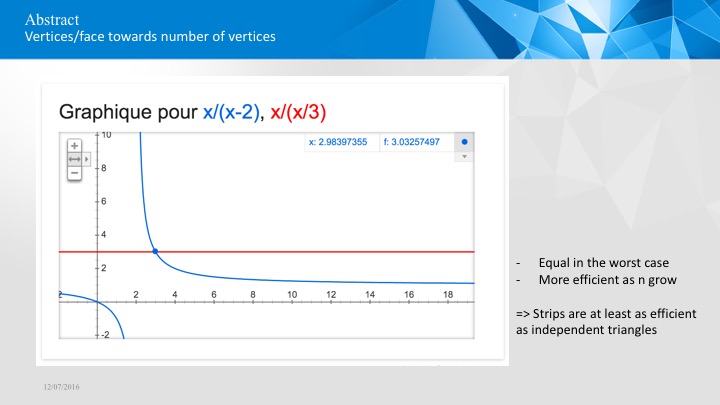 Abstract
Vertices/face towards number of vertices
Graphique pour x/(x-2), x/(x/3)
x: 2.98397355 f: 3.03257497
10
8
6
4
2
2 2 4 6 8 10 12 14 16 18
-2
- Equal in the worst case
- More efficient as n grow
=> Strips are at least as efficient
as independent triangles
12/07/2016